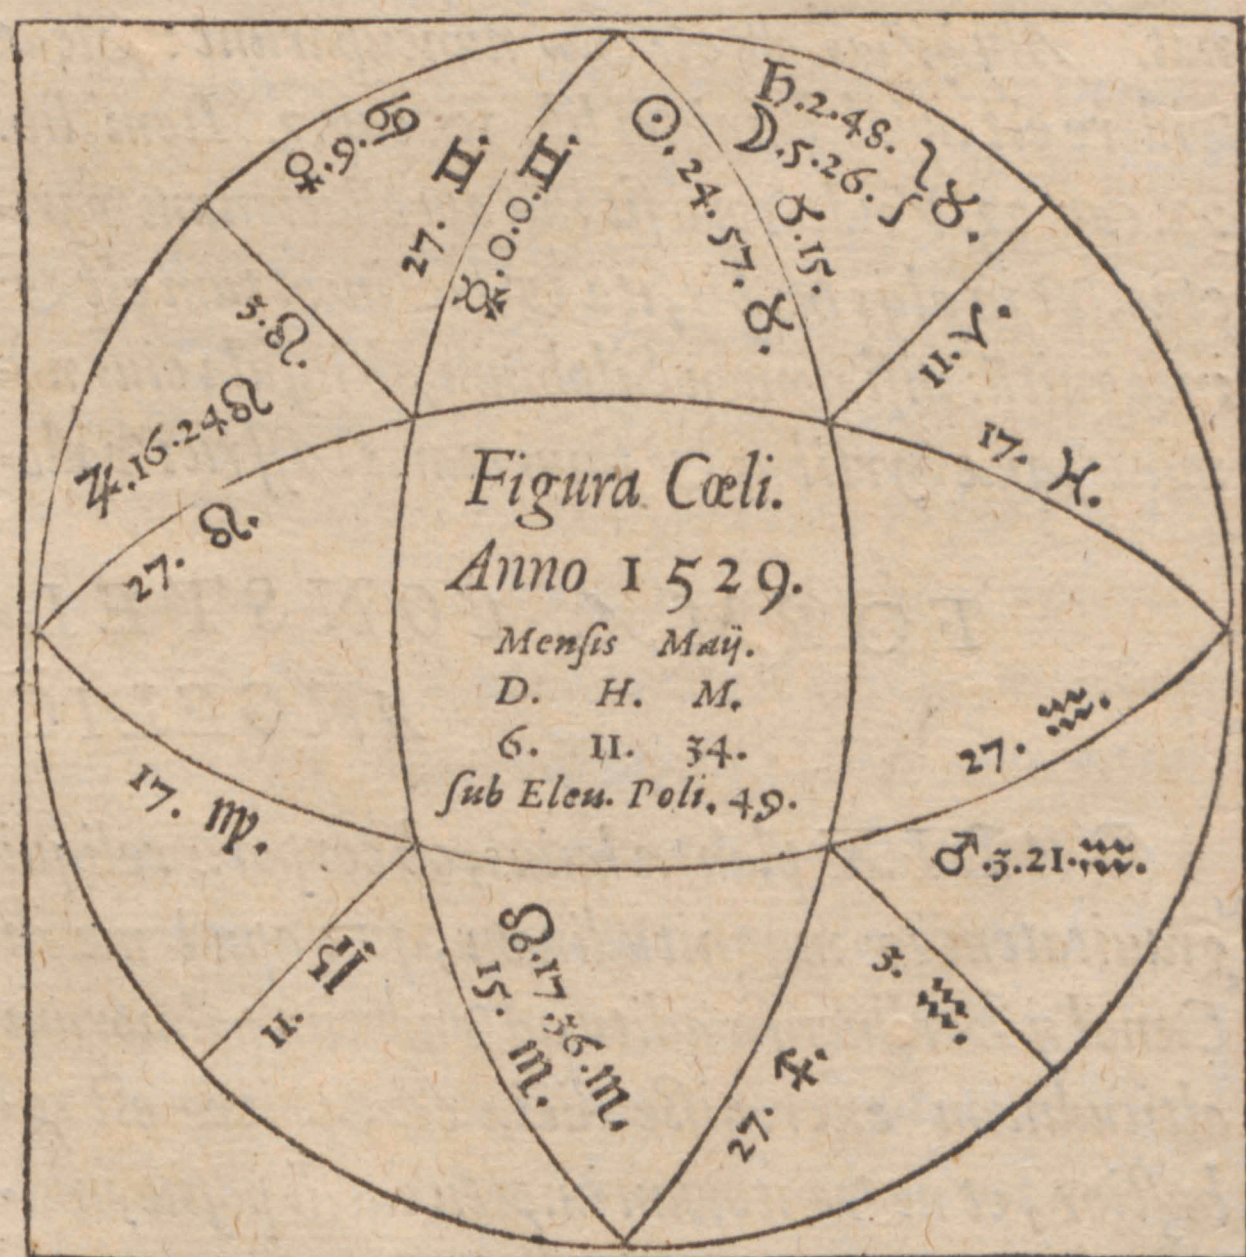 ♄.2.48. } ♉.
☽.5.26.
♉.15.
☉.24.57.♉.
☿.0.0.♊.
27. ♊.
♀.9.♋
3.♌.
♃.16.24♌
27. ♌.
11.♈.
17. ♓.
Figura Cœli.
Anno 1529.
Menſis Maij.
D. H. M.
6. 11. 34.
ſub Eleu. Poli. 49.
17. ♍.
11. ♎.
☊.17.36.♏.
15. ♏.
27. ♐.
3. ♒.
♂.3.21.♒.
27. ♒.